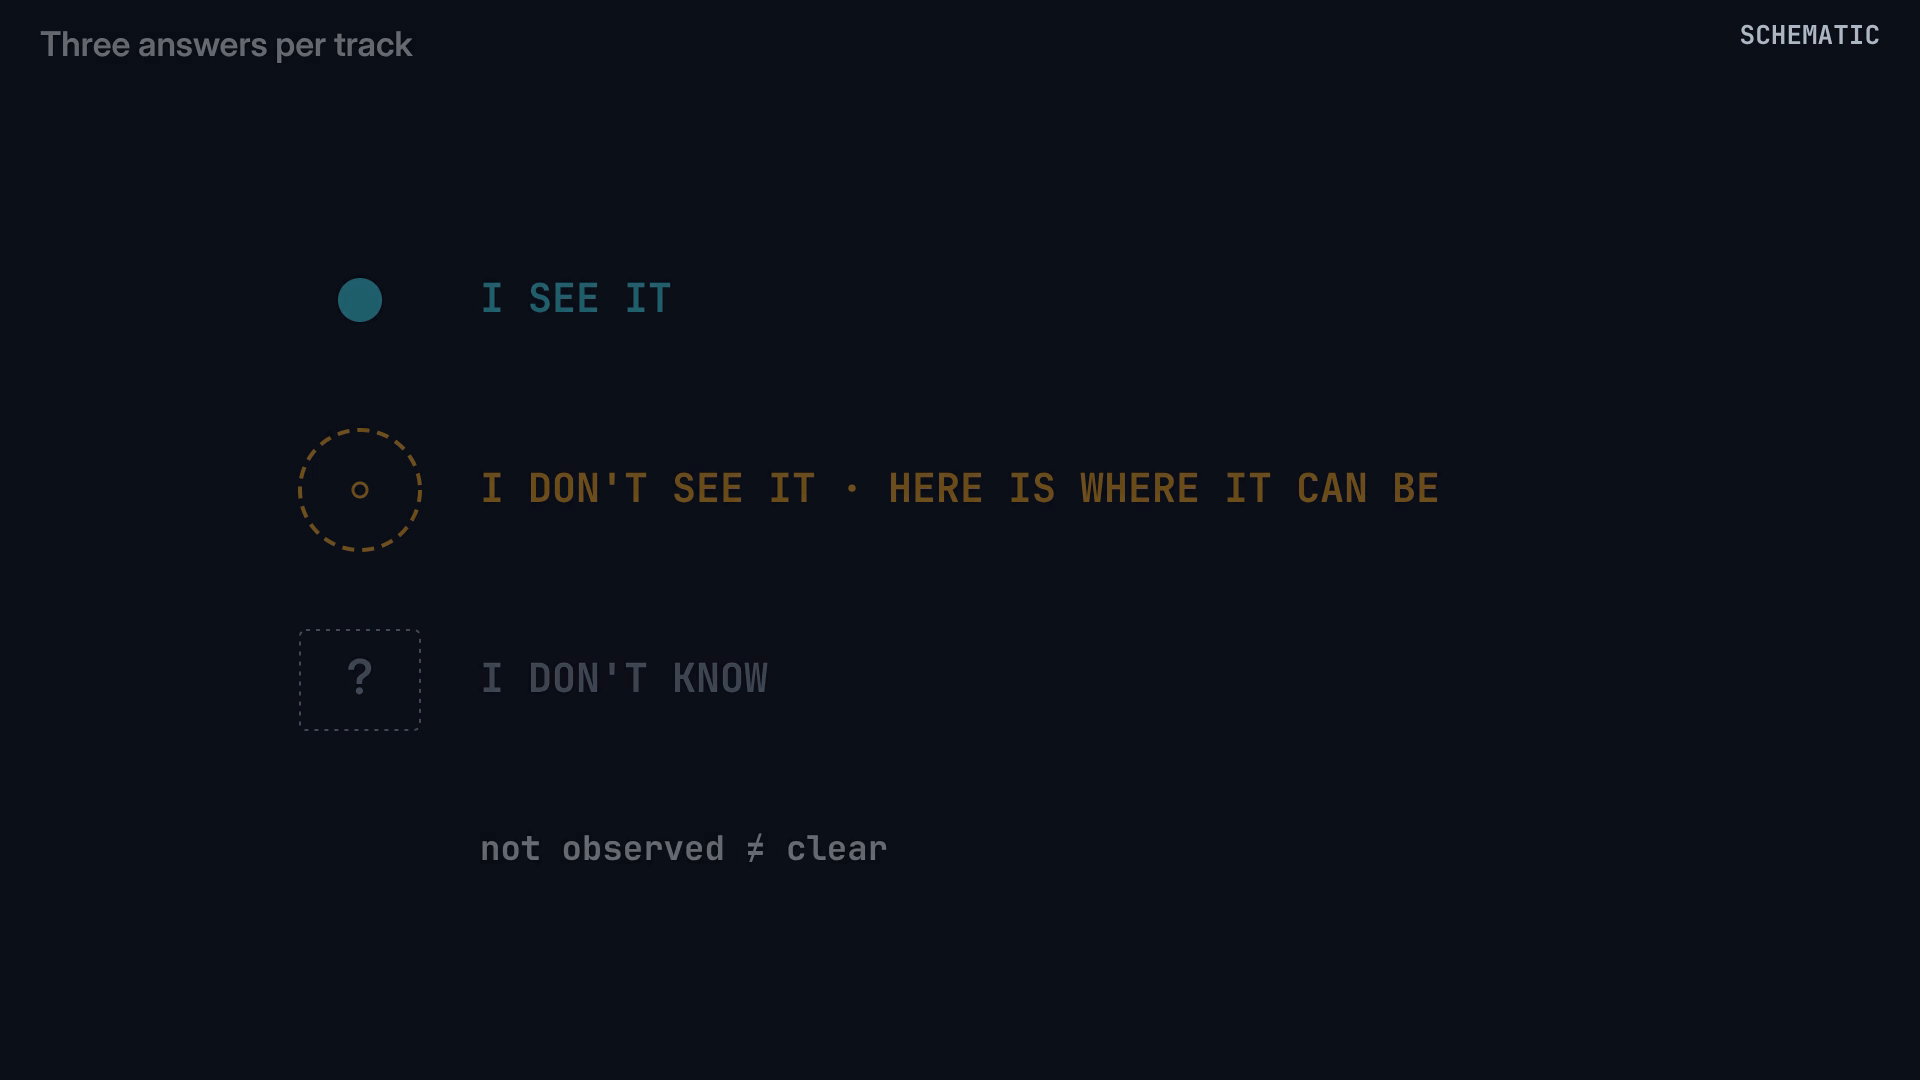 Three answers per track
SCHEMATIC
I SEE IT
I DON'T SEE IT · HERE IS WHERE IT CAN BE
?
I DON'T KNOW
not observed ≠ clear